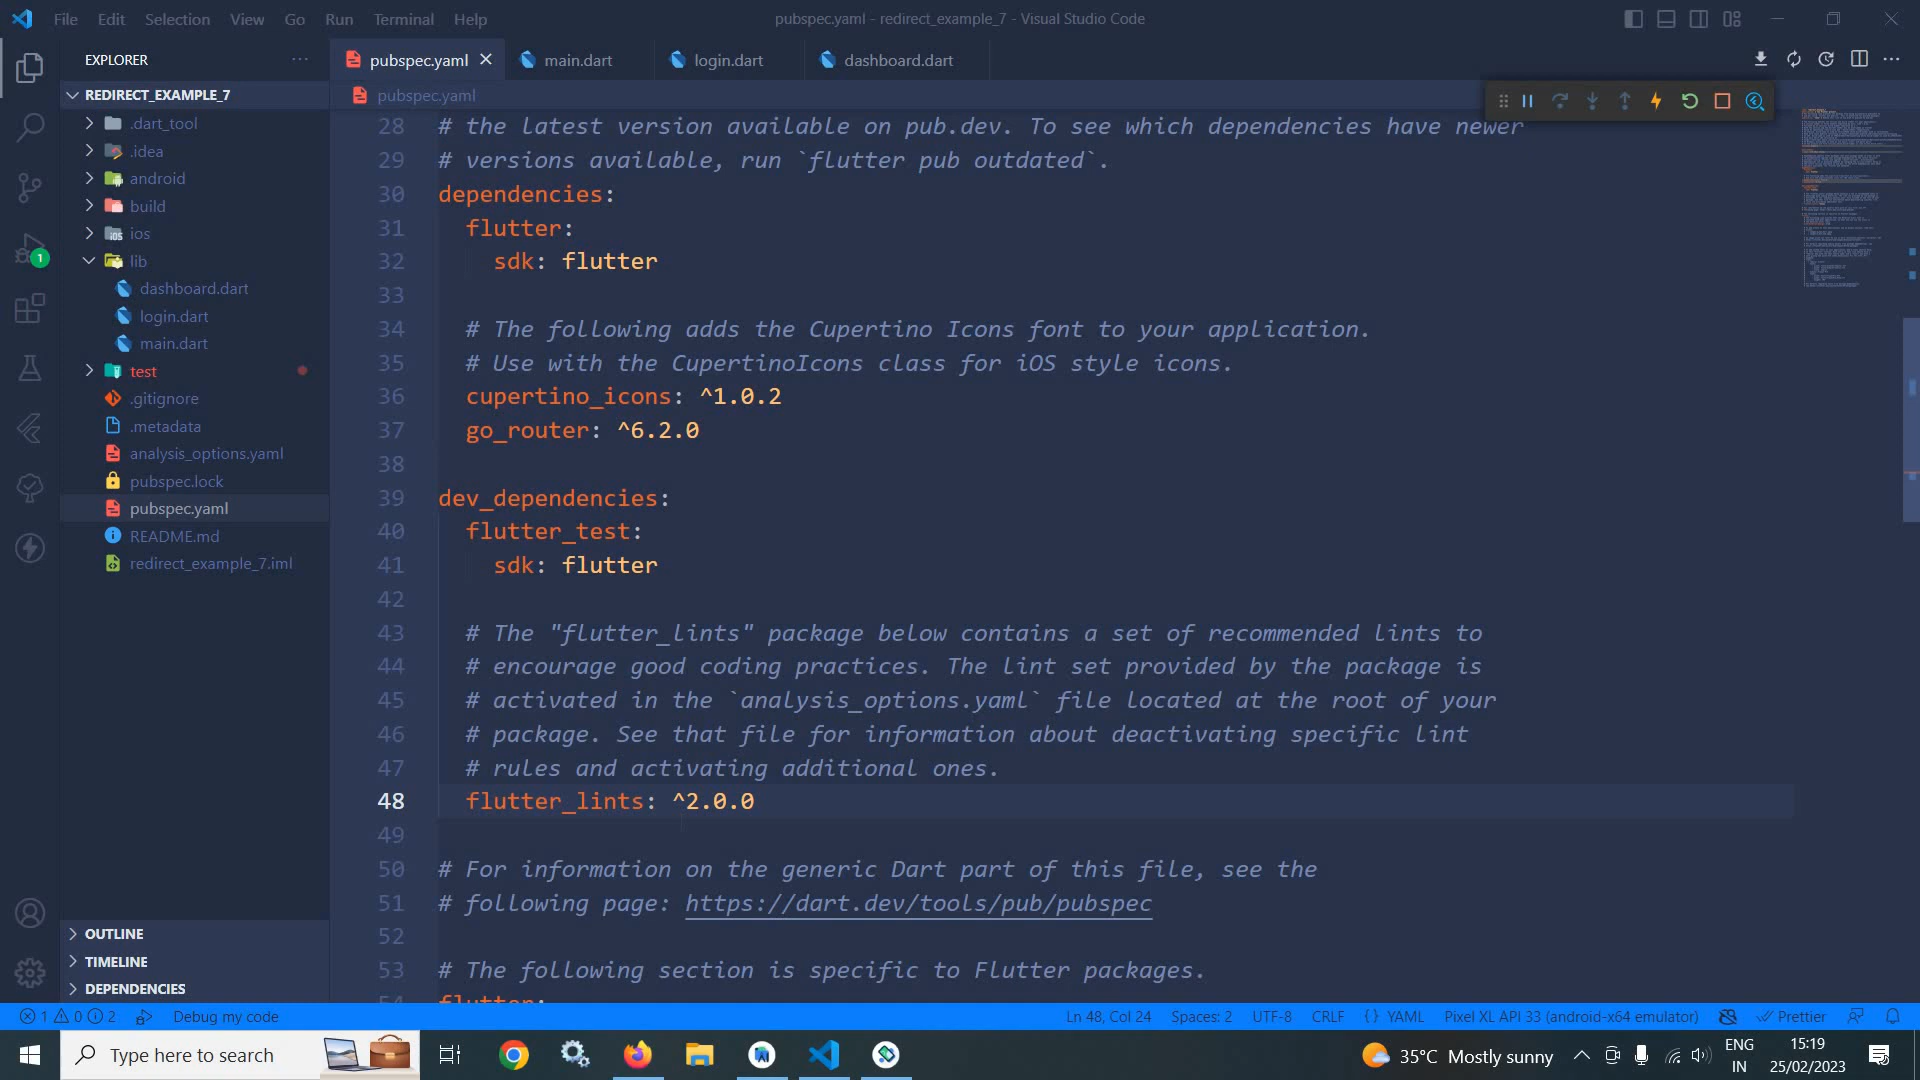 File Edit Selection View Go Run Terminal Help
pubspec.yaml - redirect_example_7 - Visual Studio Code
EXPLORER
REDIRECT_EXAMPLE_7
.dart_tool
.idea
android
build
ios
lib
dashboard.dart
login.dart
main.dart
test
.gitignore
.metadata
analysis_options.yaml
pubspec.lock
pubspec.yaml
README.md
redirect_example_7.iml
OUTLINE
TIMELINE
DEPENDENCIES
pubspec.yaml main.dart login.dart dashboard.dart
pubspec.yaml
28 # the latest version available on pub.dev. To see which dependencies have newer
29 # versions available, run `flutter pub outdated`.
30 dependencies:
31 flutter:
32 sdk: flutter
33
34 # The following adds the Cupertino Icons font to your application.
35 # Use with the CupertinoIcons class for iOS style icons.
36 cupertino_icons: ^1.0.2
37 go_router: ^6.2.0
38
39 dev_dependencies:
40 flutter_test:
41 sdk: flutter
42
43 # The "flutter_lints" package below contains a set of recommended lints to
44 # encourage good coding practices. The lint set provided by the package is
45 # activated in the `analysis_options.yaml` file located at the root of your
46 # package. See that file for information about deactivating specific lint
47 # rules and activating additional ones.
48 flutter_lints: ^2.0.0
49
50 # For information on the generic Dart part of this file, see the
51 # following page: https://dart.dev/tools/pub/pubspec
52
53 # The following section is specific to Flutter packages.
54 flutter:
1 0 2 Debug my code Ln 48, Col 24 Spaces: 2 UTF-8 CRLF {} YAML Pixel XL API 33 (android-x64 emulator) Prettier
Type here to search
35°C Mostly sunny
ENG
IN
15:19
25/02/2023